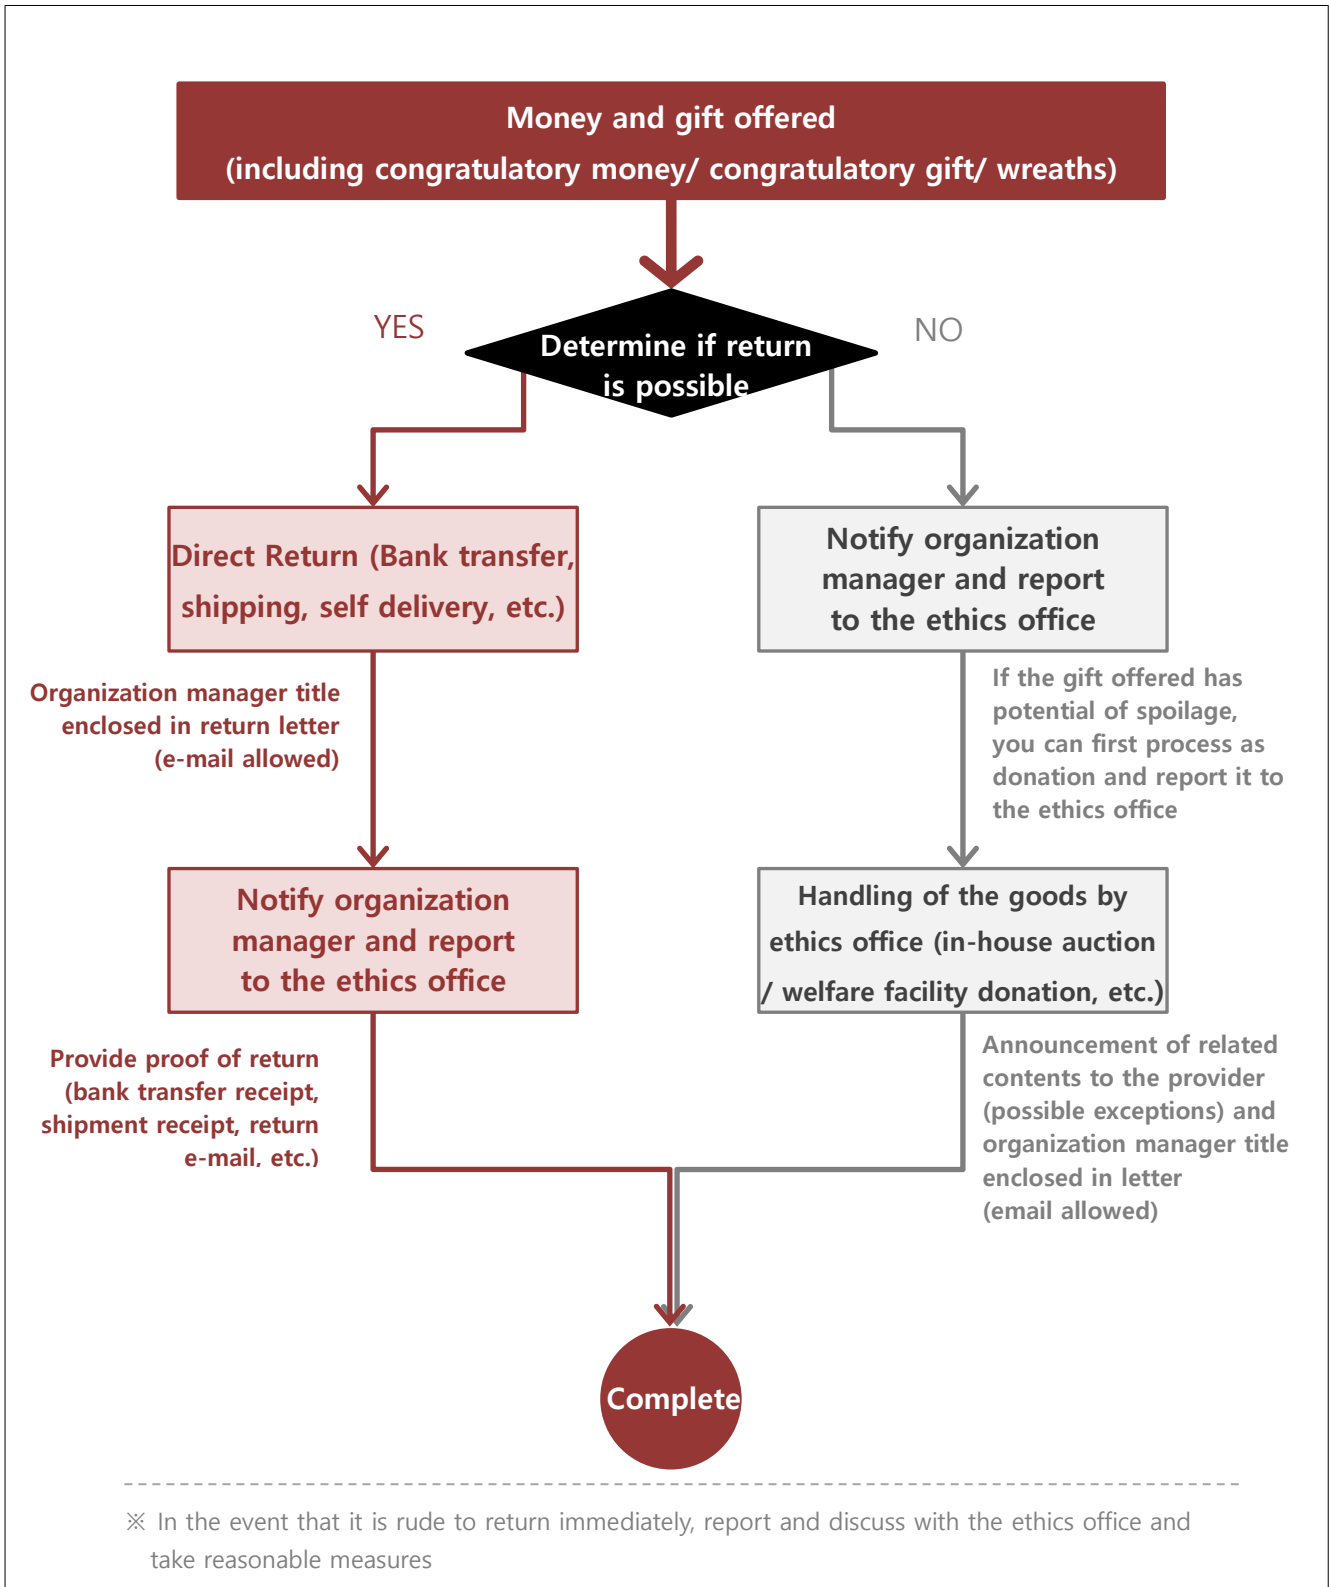 Money and gift offered
(including congratulatory money/ congratulatory gift/ wreaths)
YES
NO
Determine if return
is possible
Direct Return (Bank transfer,
shipping, self delivery, etc.)
Notify organization
manager and report
to the ethics office
Organization manager title
enclosed in return letter
(e-mail allowed)
If the gift offered has
potential of spoilage,
you can first process as
donation and report it to
the ethics office
Notify organization
manager and report
to the ethics office
Handling of the goods by
ethics office (in-house auction
/ welfare facility donation, etc.)
Provide proof of return
(bank transfer receipt,
shipment receipt, return
e-mail, etc.)
Announcement of related
contents to the provider
(possible exceptions) and
organization manager title
enclosed in letter
(email allowed)
Complete
※ In the event that it is rude to return immediately, report and discuss with the ethics office and
take reasonable measures